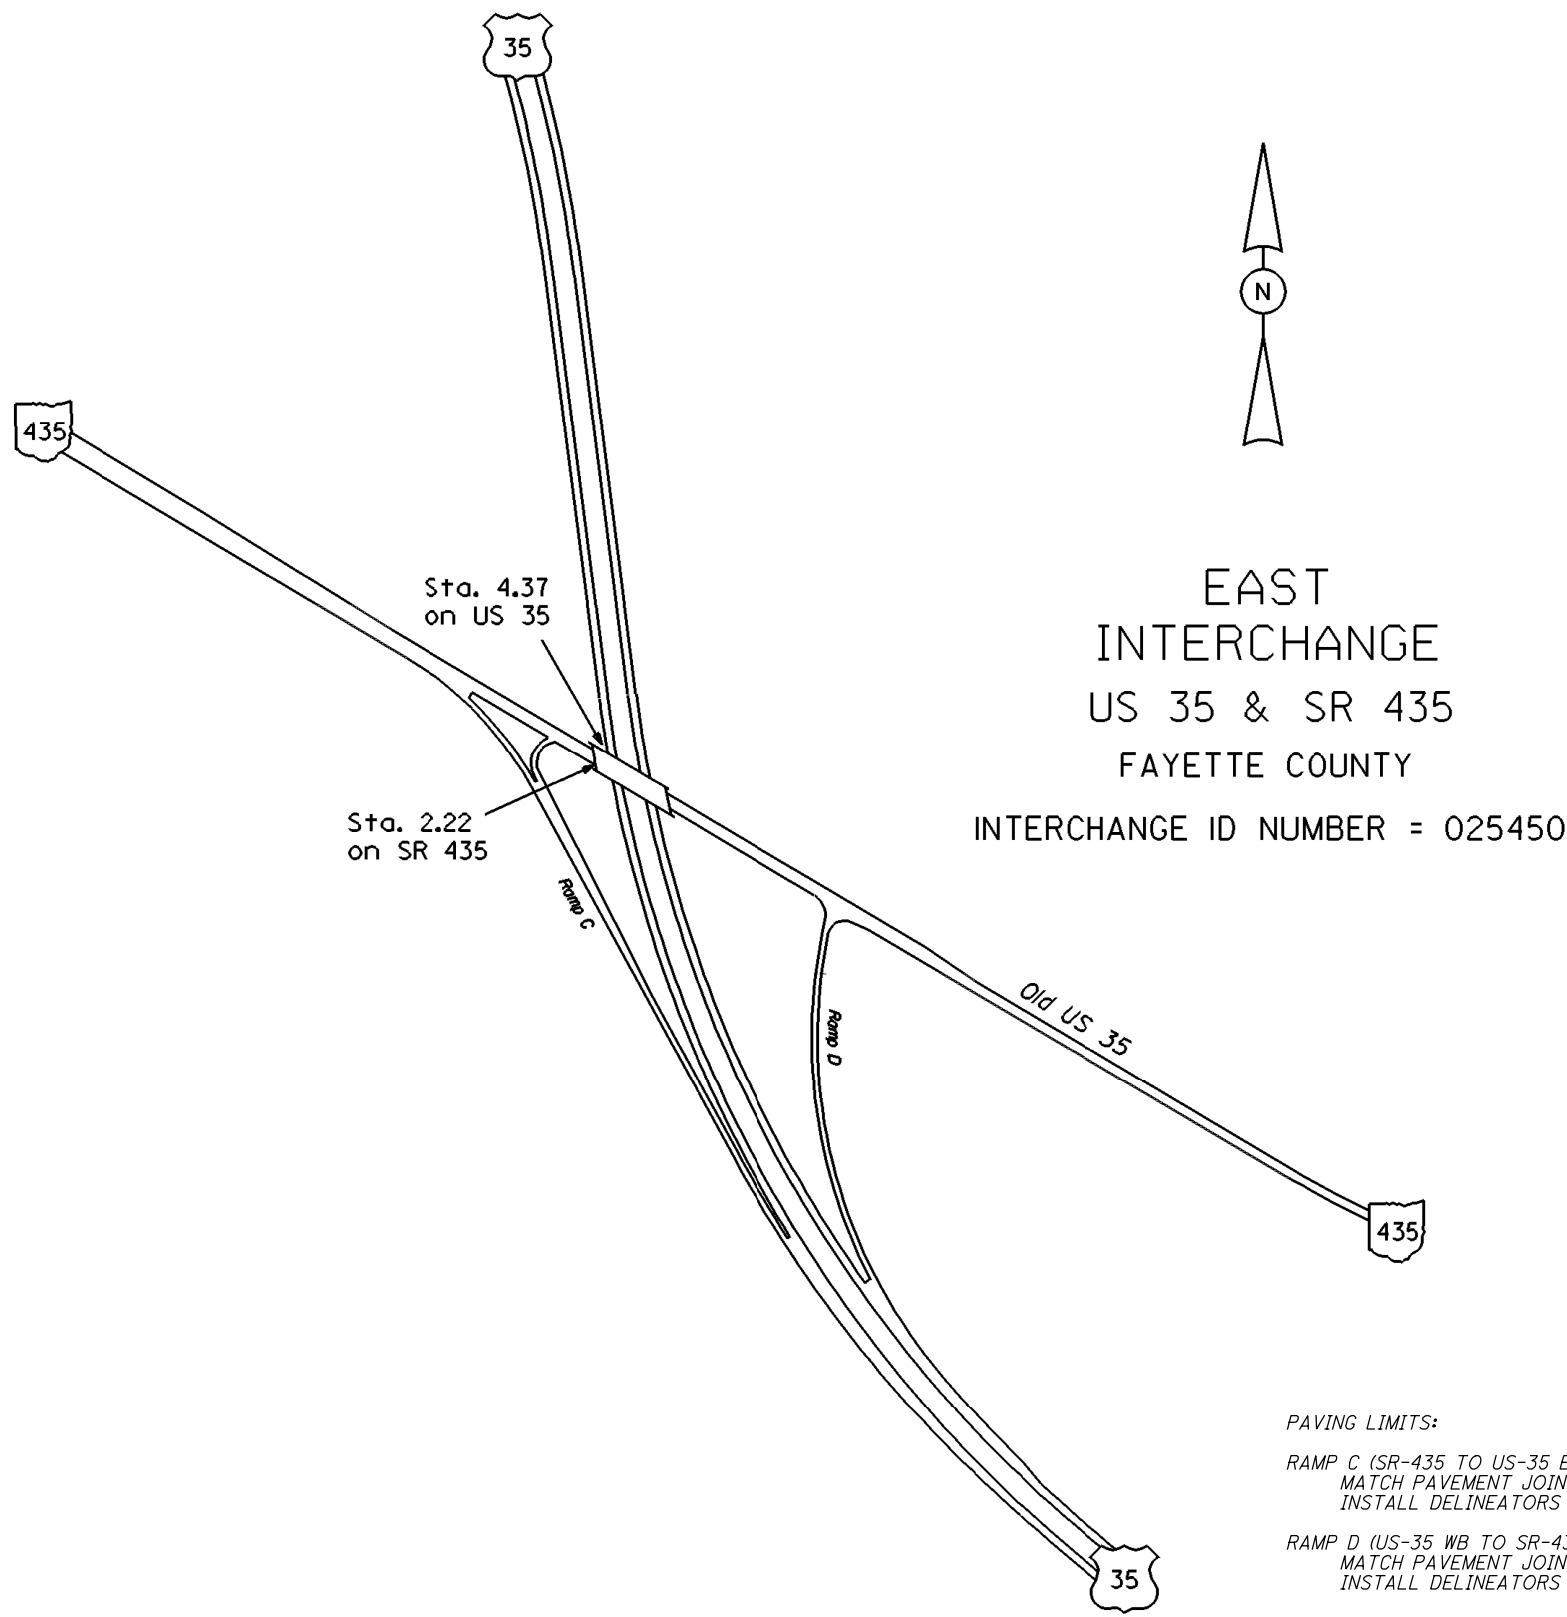 35
N
435
Sta. 4.37
on US 35
EAST
INTERCHANGE
US 35 & SR 435
FAYETTE COUNTY
INTERCHANGE ID NUMBER = 025450
Sta. 2.22
on SR 435
Ramp C
Old US 35
Ramp D
435
PAVING LIMITS:
RAMP C (SR-435 TO US-35 E
MATCH PAVEMENT JOIN
INSTALL DELINEATORS
RAMP D (US-35 WB TO SR-43
MATCH PAVEMENT JOIN
INSTALL DELINEATORS
35